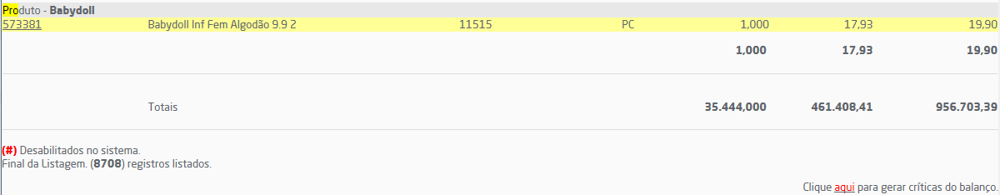 Produto - Babydoll
573381 Babydoll Inf Fem Algodão 9.9 2 11515 PC 1,000 17,93 19,90
1,000 17,93 19,90
Totais 35.444,000 461.408,41 956.703,39
(#) Desabilitados no sistema.
Final da Listagem. (8708) registros listados.
Clique aqui para gerar críticas do balanço.